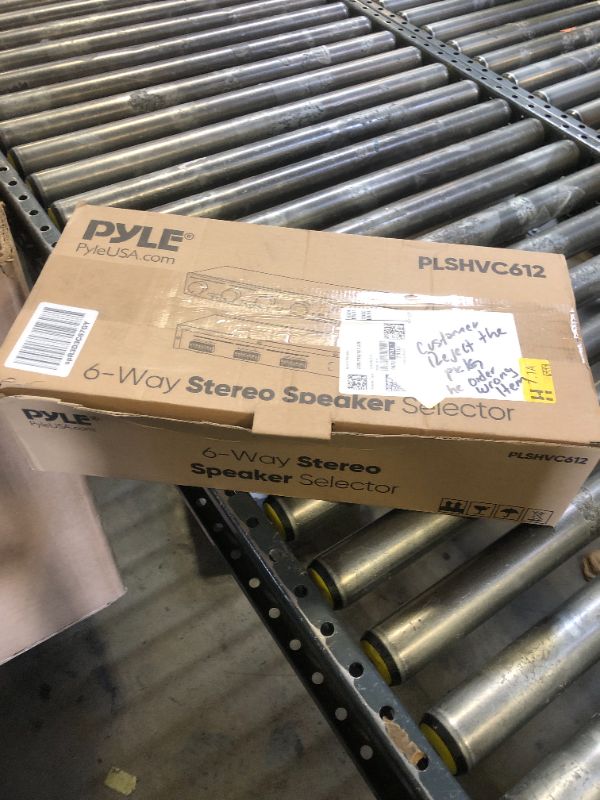 PYLE®
PyleUSA.com
PLSHVC612
Customer
Reject the
he Order
wrong
Item
6-Way Stereo Speaker Selector
PYLE
PyleUSA.com
6-Way Stereo
Speaker Selector
PLSHVC612